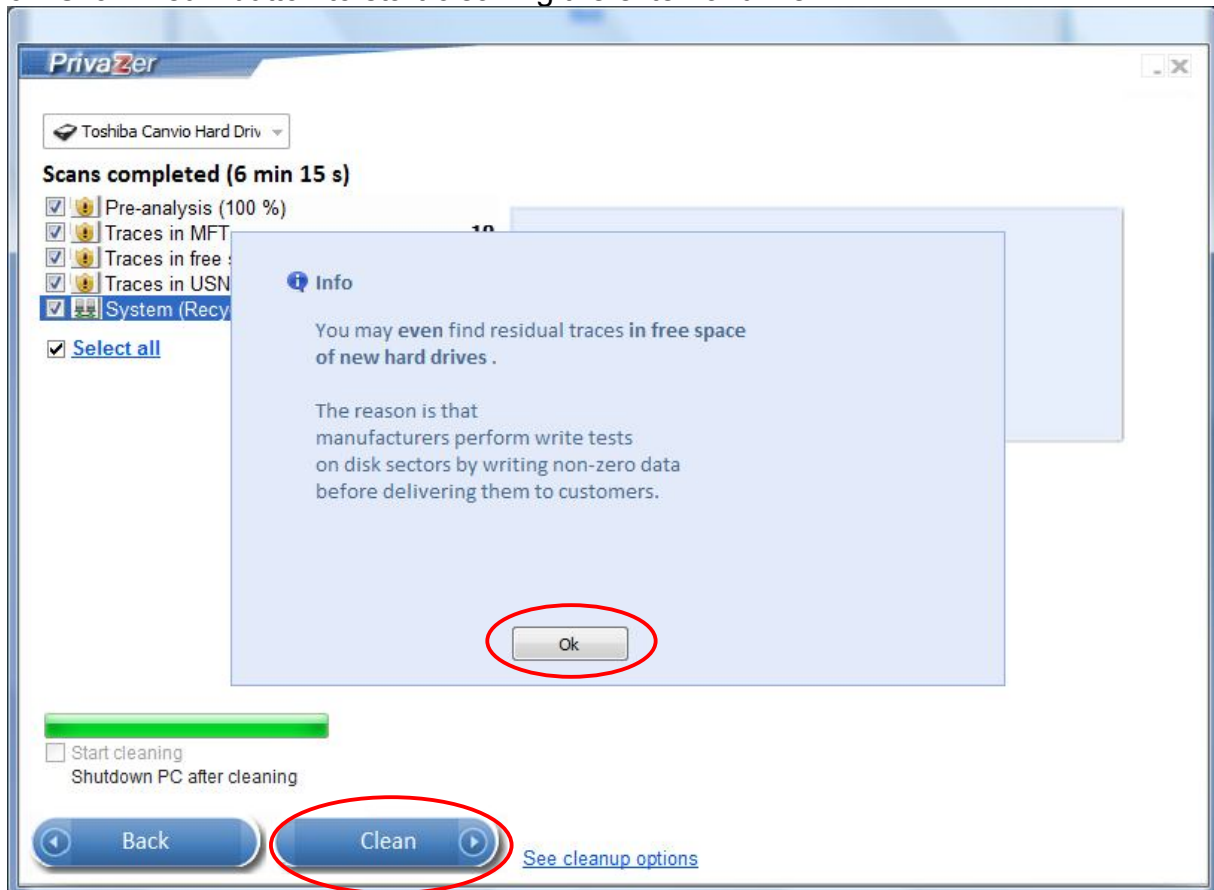 PrivaZer
Toshiba Canvio Hard Driv
Scans completed (6 min 15 s)
Pre-analysis (100 %)
Traces in MFT
Traces in free
Traces in USN
System (Recy
Select all
Info
You may even find residual traces in free space
of new hard drives .
The reason is that
manufacturers perform write tests
on disk sectors by writing non-zero data
before delivering them to customers.
Ok
Start cleaning
Shutdown PC after cleaning
Back
Clean
See cleanup options